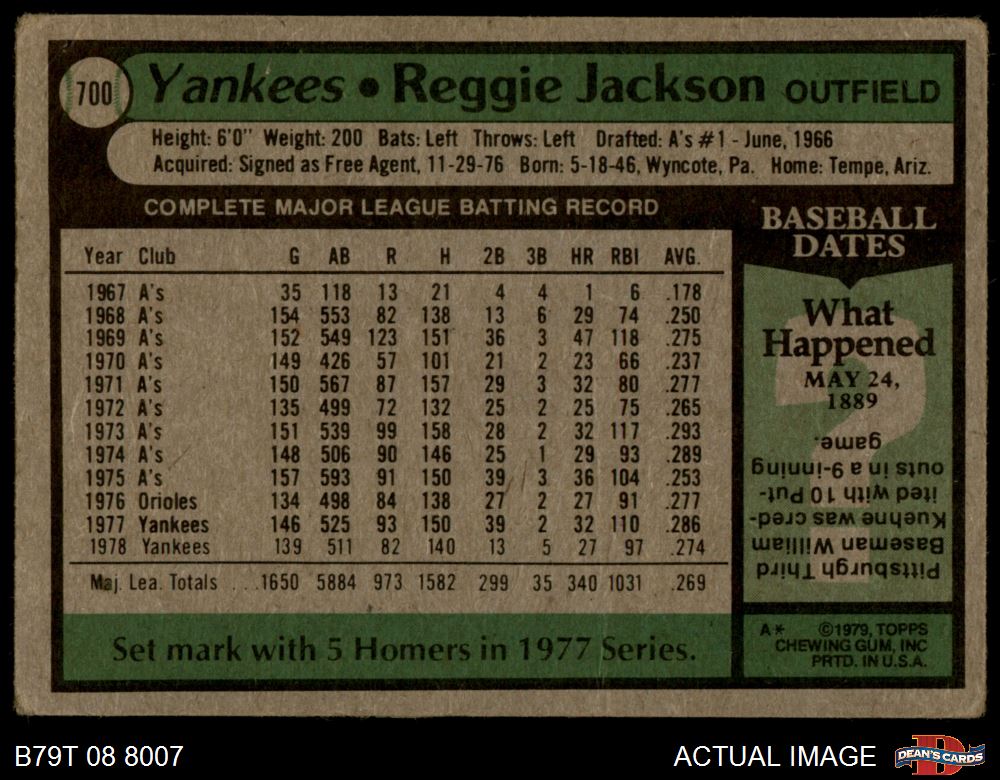 700 Yankees • Reggie Jackson OUTFIELD
Height: 6'0" Weight: 200 Bats: Left Throws: Left Drafted: A's #1 - June, 1966
Acquired: Signed as Free Agent, 11-29-76 Born: 5-18-46, Wyncote, Pa. Home: Tempe, Ariz.
COMPLETE MAJOR LEAGUE BATTING RECORD
Year Club G AB R H 2B 3B HR RBI AVG.
1967 A's 35 118 13 21 4 4 1 6 .178
1968 A's 154 553 82 138 13 6 29 74 .250
1969 A's 152 549 123 151 36 3 47 118 .275
1970 A's 149 426 57 101 21 2 23 66 .237
1971 A's 150 567 87 157 29 3 32 80 .277
1972 A's 135 499 72 132 25 2 25 75 .265
1973 A's 151 539 99 158 28 2 32 117 .293
1974 A's 148 506 90 146 25 1 29 93 .289
1975 A's 157 593 91 150 39 3 36 104 .253
1976 Orioles 134 498 84 138 27 2 27 91 .277
1977 Yankees 146 525 93 150 39 2 32 110 .286
1978 Yankees 139 511 82 140 13 5 27 97 .274
Maj. Lea. Totals ...1650 5884 973 1582 299 35 340 1031 .269
Set mark with 5 Homers in 1977 Series.
BASEBALL
DATES
What
Happened
MAY 24,
1889
Pittsburgh Third
Baseman William
Kuehne was cred-
ited with 10 Put-
outs in a 9-inning
game.
A* ©1979, TOPPS
CHEWING GUM, INC
PRTD. IN U.S.A.
B79T 08 8007
ACTUAL IMAGE
D
DEAN'S CARDS